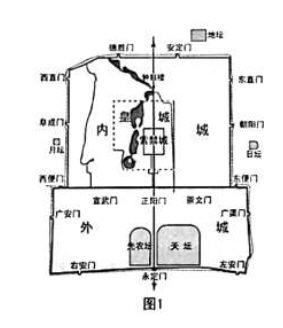 地坛
德胜门 安定门
钟鼓楼
西直门 东直门
阜成门 朝阳门
皇 城
内 城
紫禁城
月坛 日坛
西便门 东便门
宣武门 正阳门 崇文门
广安门 广渠门
外 城
先农坛 天坛
右安门 左安门
永定门
图1